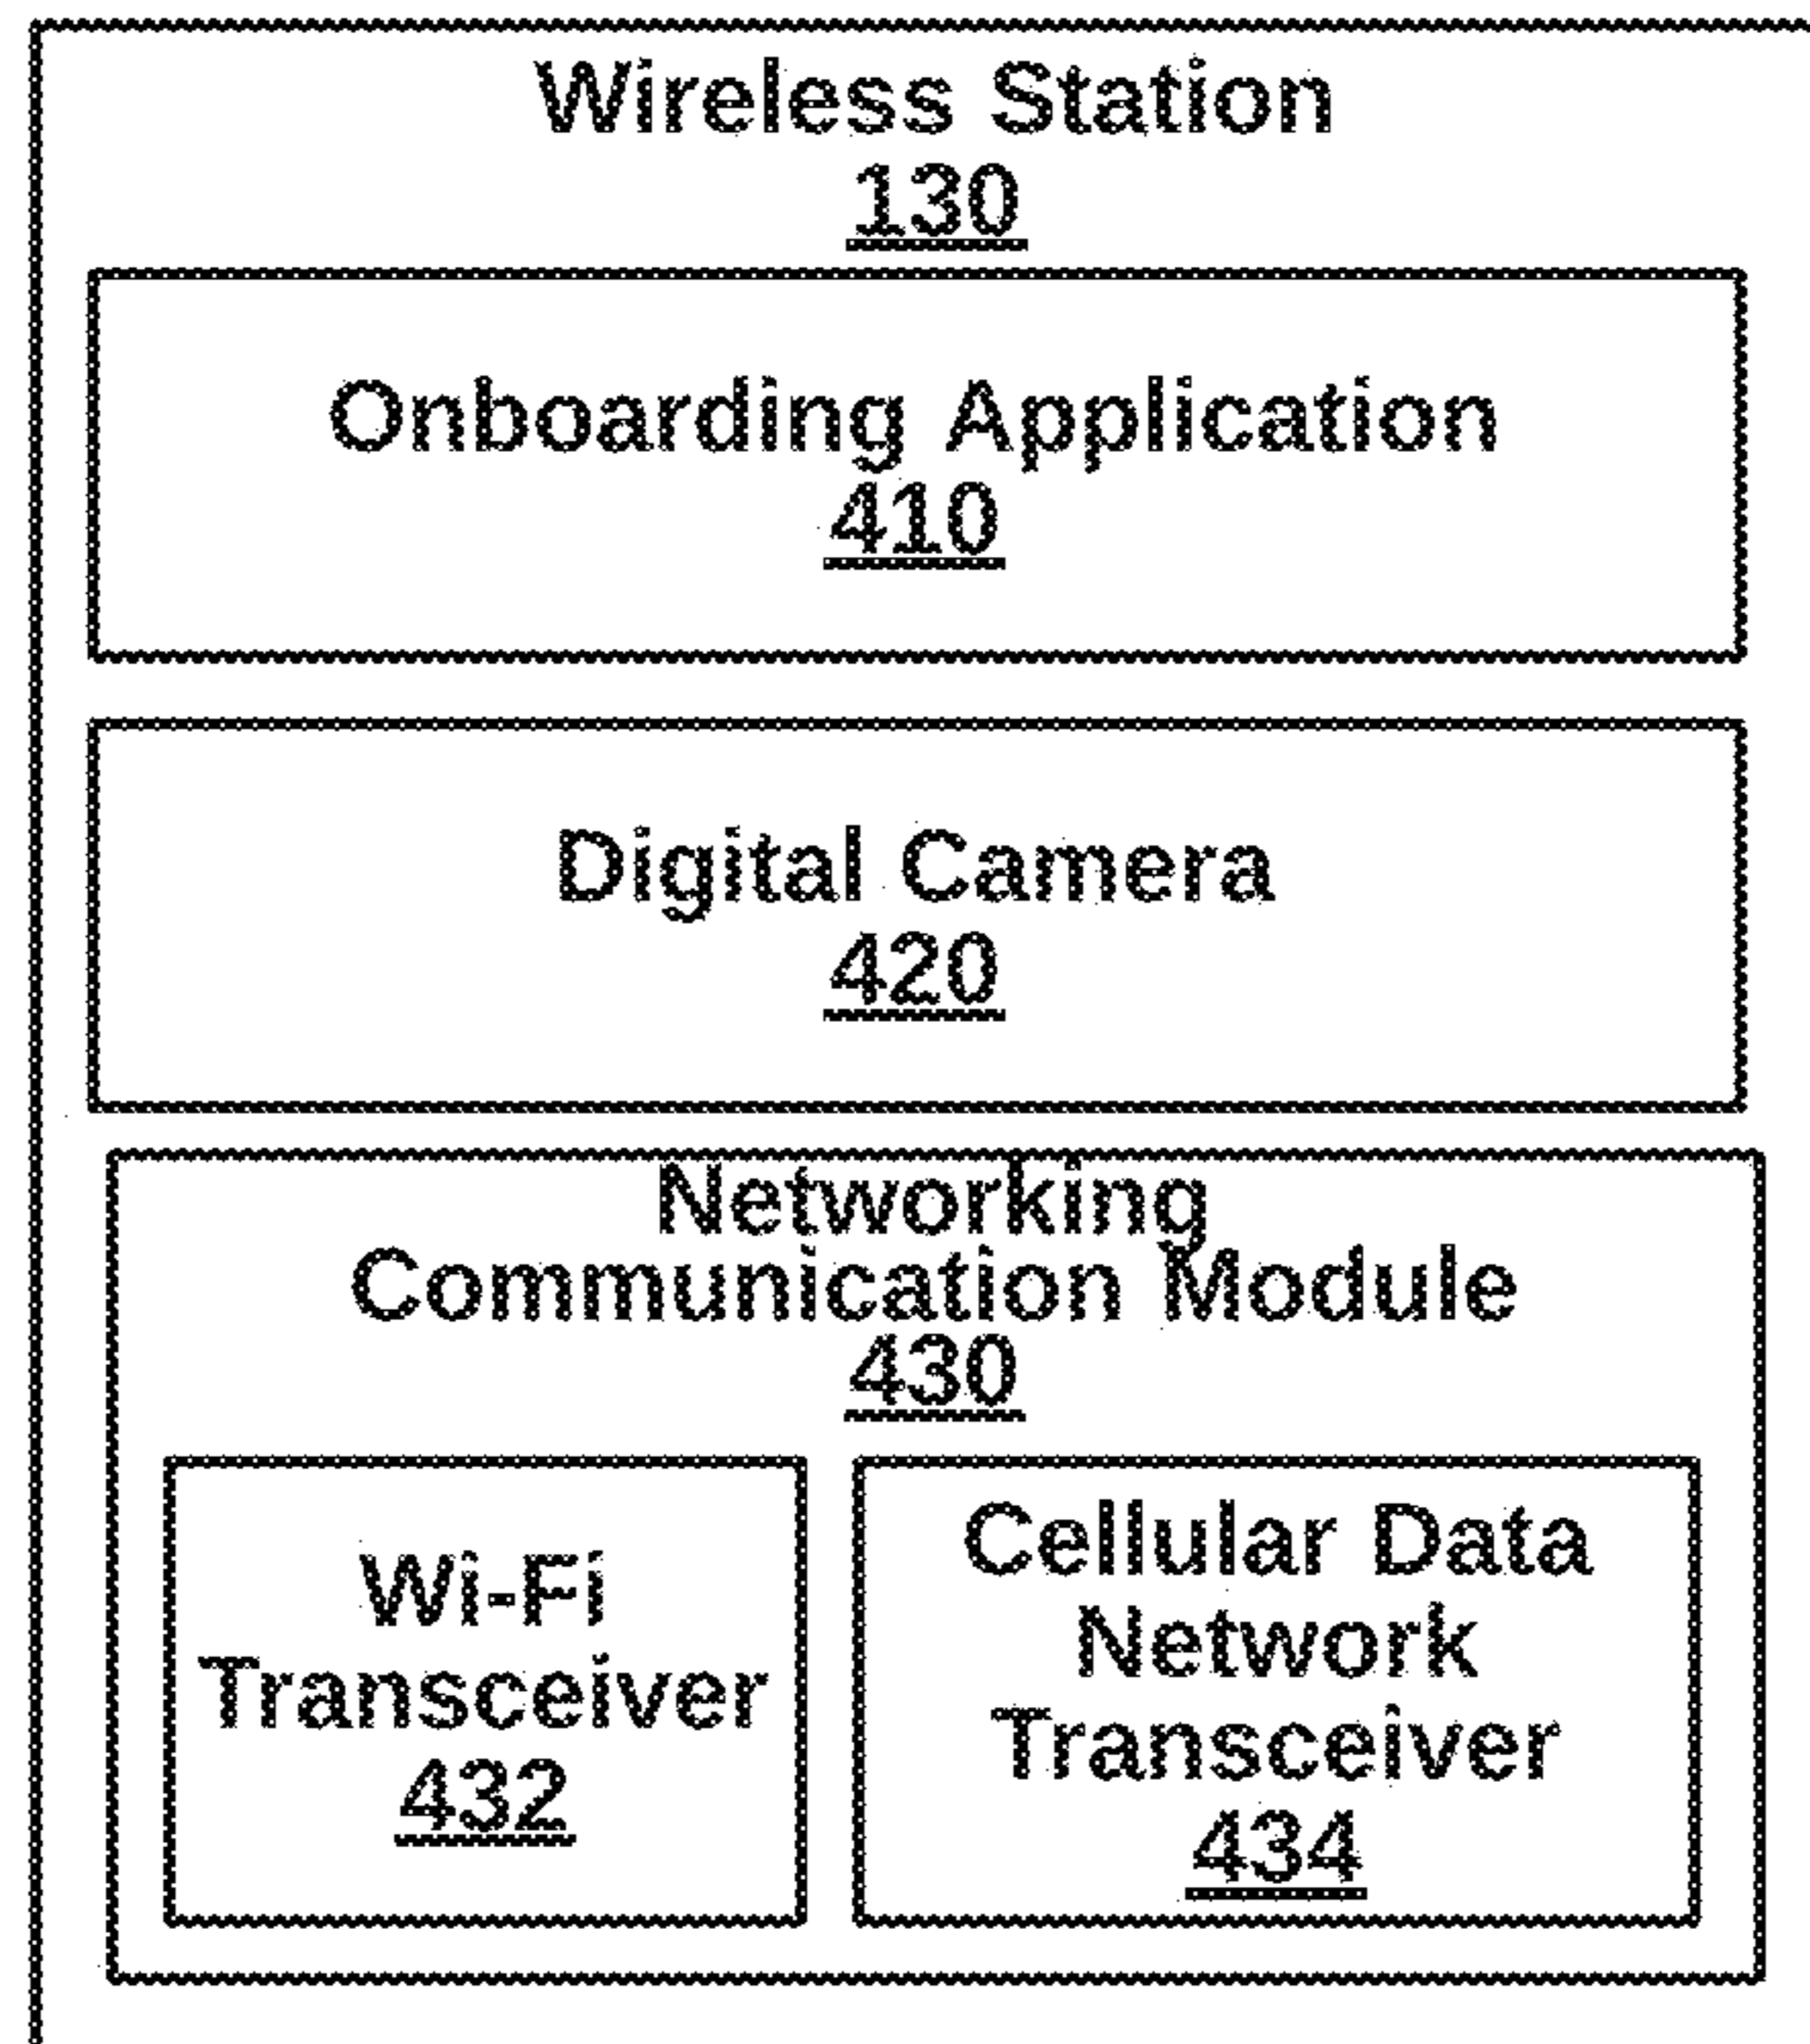 Wireless Station
130
Onboarding Application
410
Digital Camera
420
Networking
Communication Module
430
Wi-Fi
Transceiver
432
Cellular Data
Network
Transceiver
434